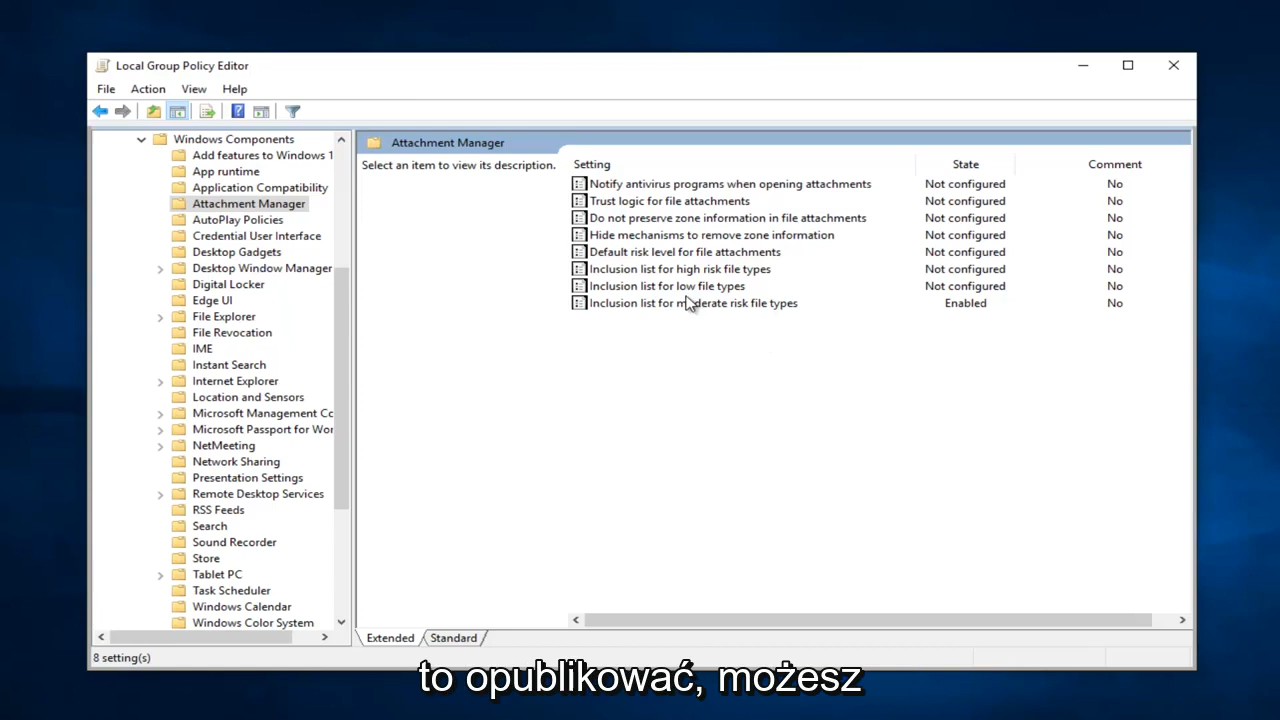 Local Group Policy Editor
File Action View Help
Windows Components
Add features to Windows 1
App runtime
Application Compatibility
Attachment Manager
AutoPlay Policies
Credential User Interface
Desktop Gadgets
Desktop Window Manager
Digital Locker
Edge UI
File Explorer
File Revocation
IME
Instant Search
Internet Explorer
Location and Sensors
Microsoft Management Co
Microsoft Passport for Wor
NetMeeting
Network Sharing
Presentation Settings
Remote Desktop Services
RSS Feeds
Search
Sound Recorder
Store
Tablet PC
Task Scheduler
Windows Calendar
Windows Color System
Attachment Manager
Select an item to view its description.
Setting State Comment
Notify antivirus programs when opening attachments Not configured No
Trust logic for file attachments Not configured No
Do not preserve zone information in file attachments Not configured No
Hide mechanisms to remove zone information Not configured No
Default risk level for file attachments Not configured No
Inclusion list for high risk file types Not configured No
Inclusion list for low file types Not configured No
Inclusion list for moderate risk file types Enabled No
Extended Standard
8 setting(s)
to opublikować, możesz